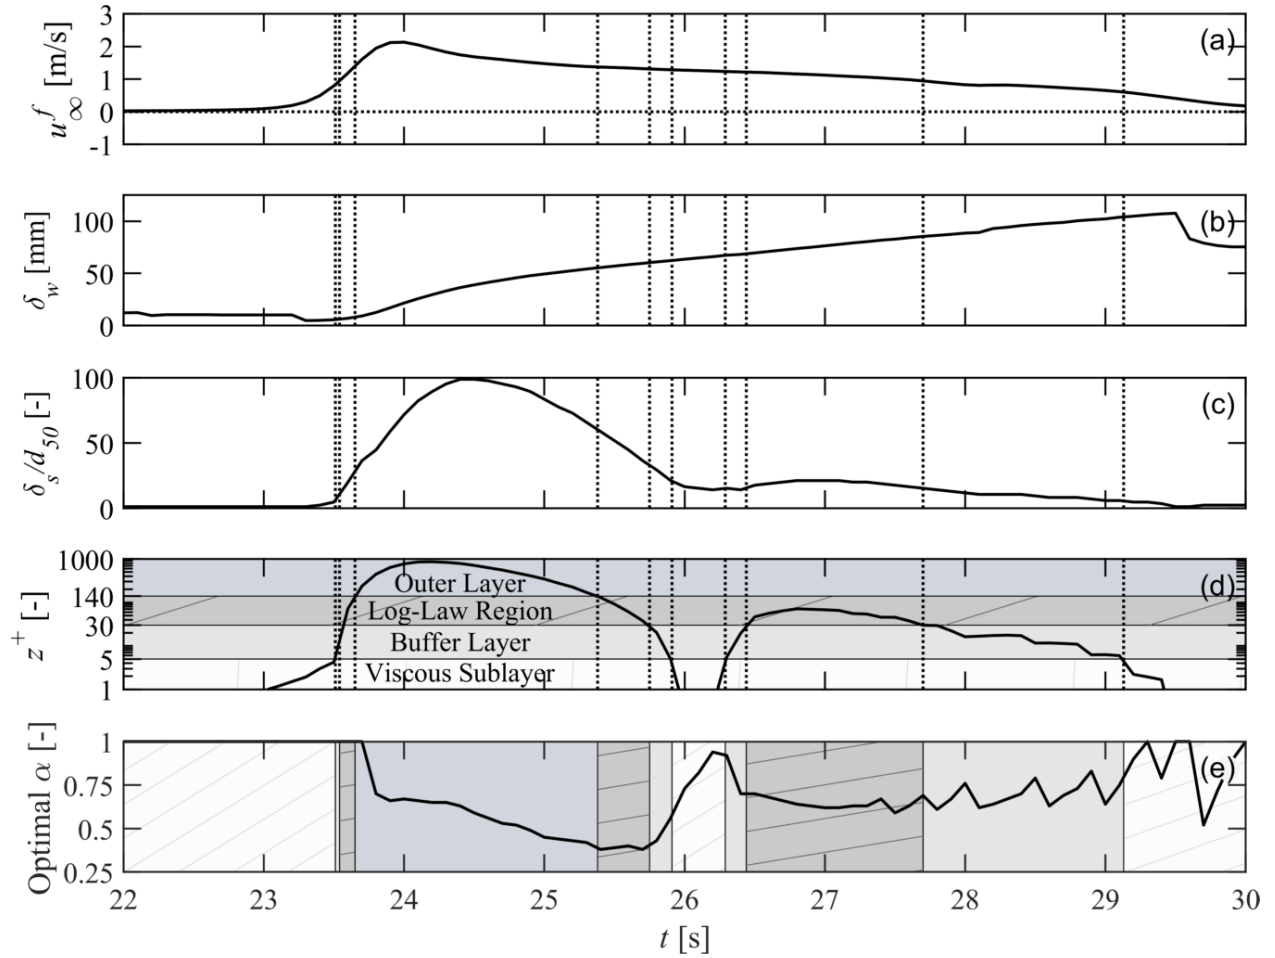 3
2
1
0
-1
u∞^f [m/s]
(a)
100
50
0
δw [mm]
(b)
100
50
0
δs/d50 [-]
(c)
1000
140
30
5
1
z+ [-]
Outer Layer
Log-Law Region
Buffer Layer
Viscous Sublayer
(d)
1
0.75
0.5
0.25
Optimal α [-]
(e)
22 23 24 25 26 27 28 29 30
t [s]